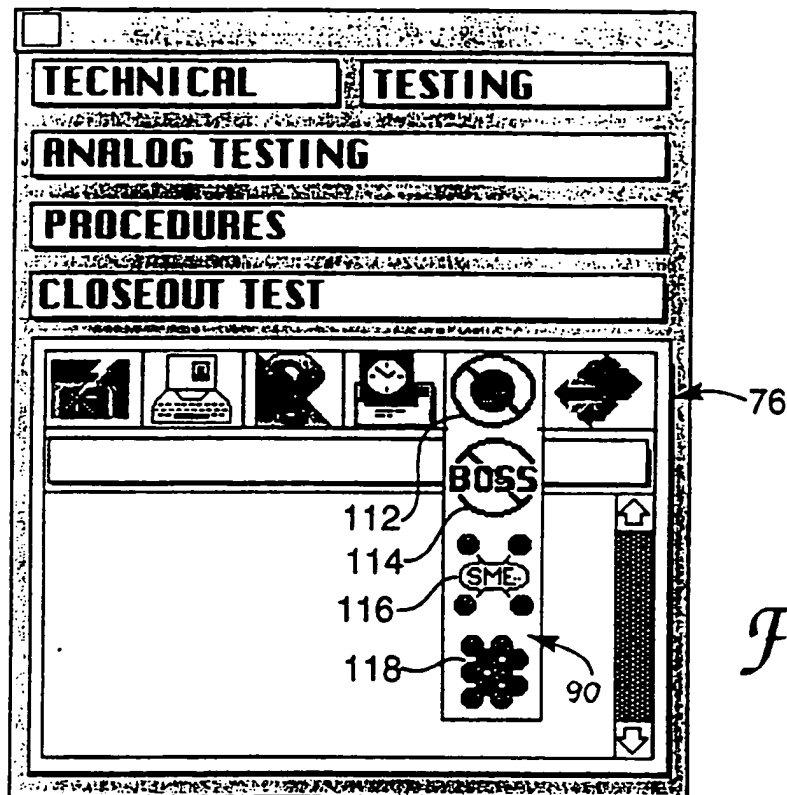 TECHNICAL TESTING
ANALOG TESTING
PROCEDURES
CLOSEOUT TEST
76
BOSS
112
114
SME
116
118
90
F